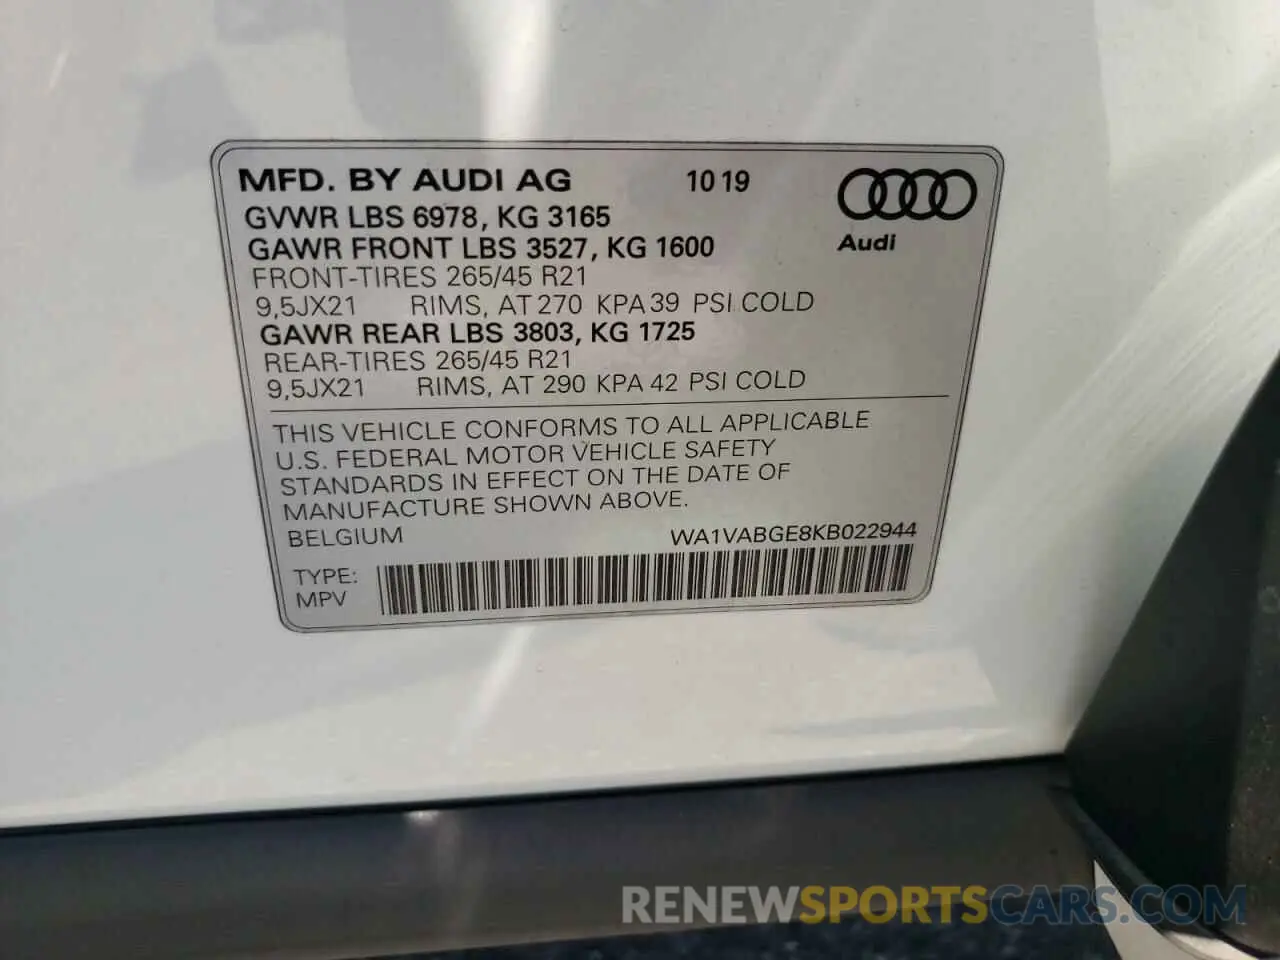 MFD. BY AUDI AG 10 19
GVWR LBS 6978, KG 3165
GAWR FRONT LBS 3527, KG 1600
Audi
FRONT-TIRES 265/45 R21
9,5JX21 RIMS, AT 270 KPA 39 PSI COLD
GAWR REAR LBS 3803, KG 1725
REAR-TIRES 265/45 R21
9,5JX21 RIMS, AT 290 KPA 42 PSI COLD
THIS VEHICLE CONFORMS TO ALL APPLICABLE
U.S. FEDERAL MOTOR VEHICLE SAFETY
STANDARDS IN EFFECT ON THE DATE OF
MANUFACTURE SHOWN ABOVE.
BELGIUM WA1VABGE8KB022944
TYPE:
MPV
RENEWSPORTSCARS.COM